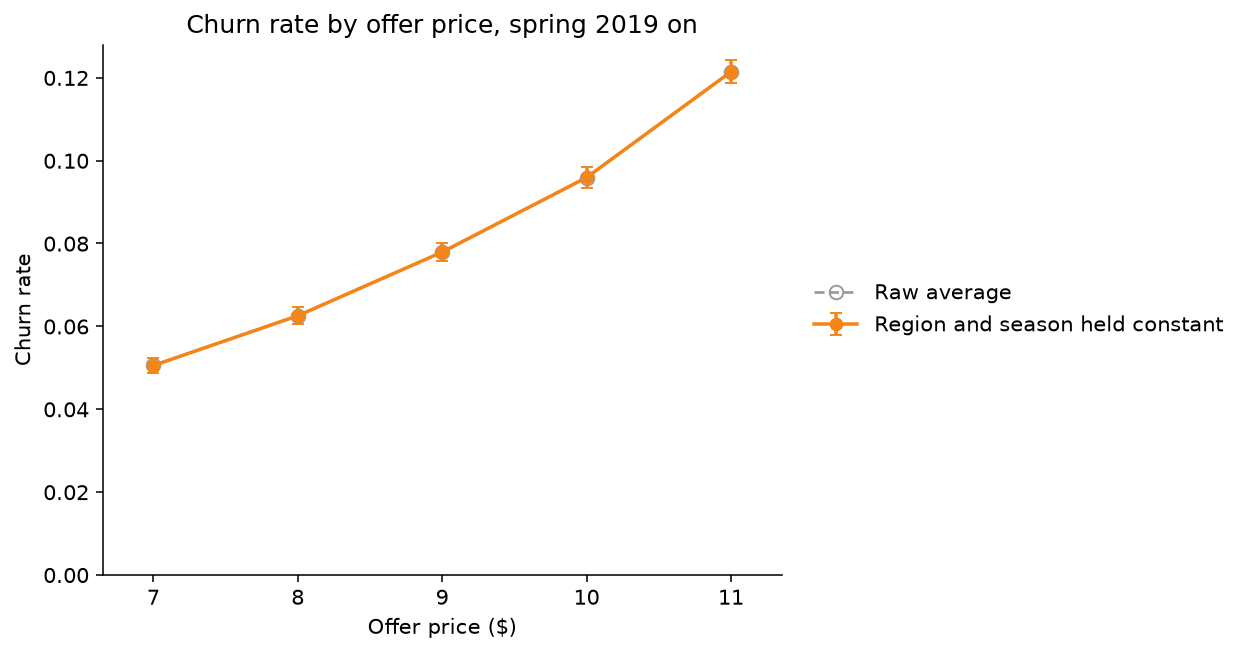 Churn rate by offer price, spring 2019 on
Churn rate
0.12
0.10
0.08
0.06
0.04
0.02
0.00
7 8 9 10 11
Offer price ($)
Raw average
Region and season held constant